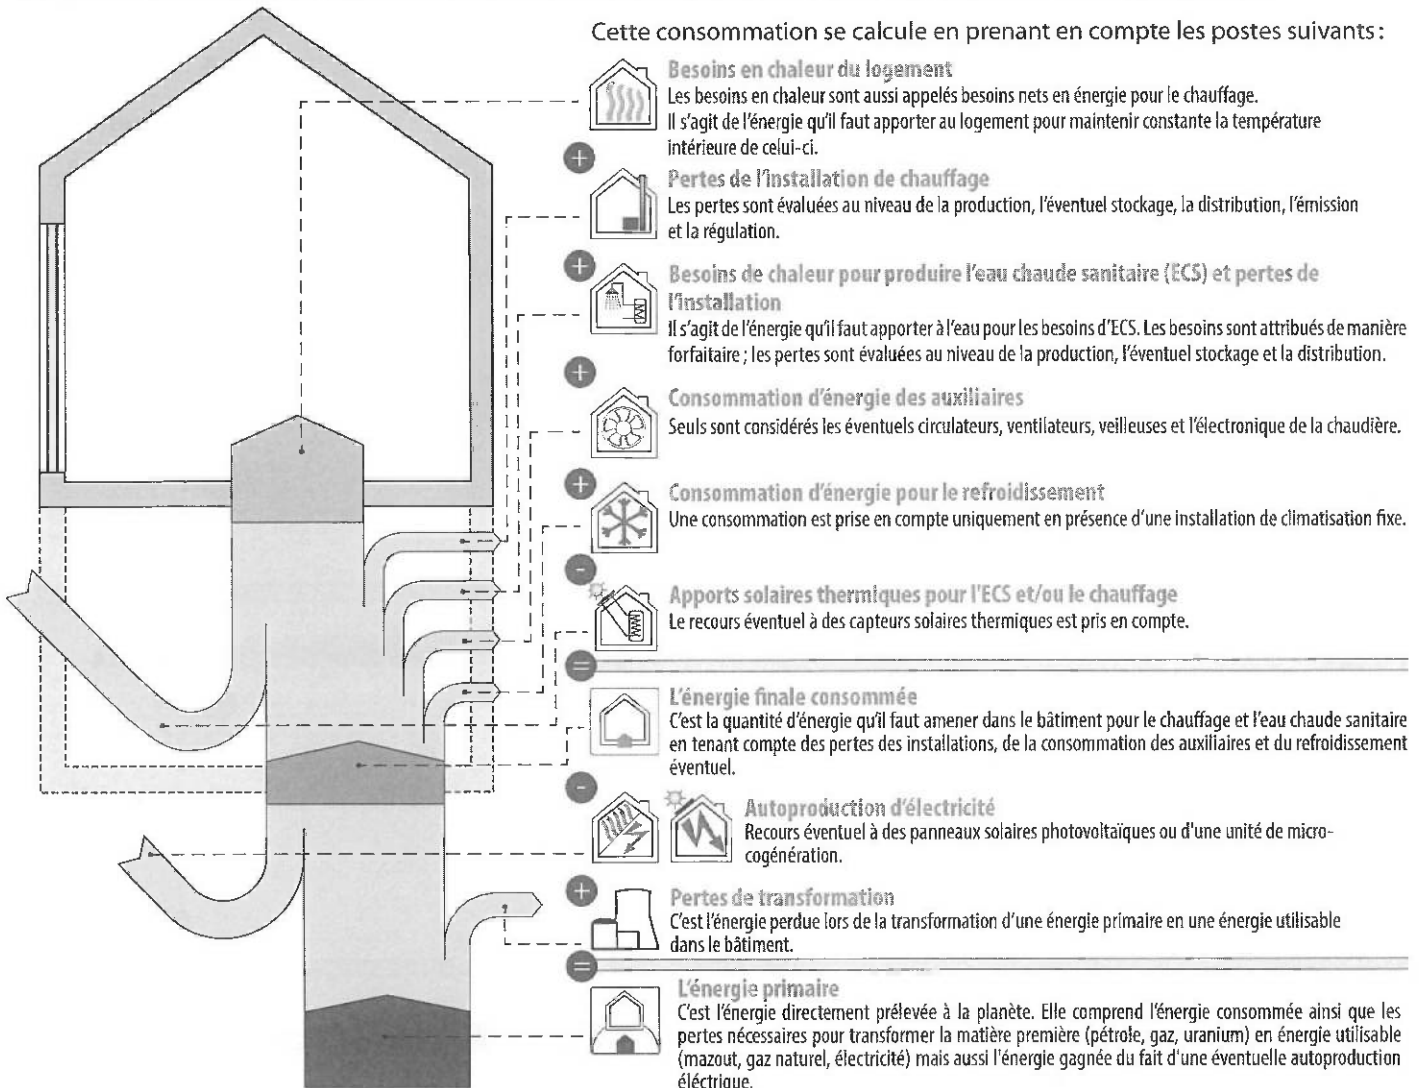 Cette consommation se calcule en prenant en compte les postes suivants :
Besoins en chaleur du logement
Les besoins en chaleur sont aussi appelés besoins nets en énergie pour le chauffage.
Il s'agit de l'énergie qu'il faut apporter au logement pour maintenir constante la température
intérieure de celui-ci.
+
Pertes de l'installation de chauffage
Les pertes sont évaluées au niveau de la production, l'éventuel stockage, la distribution, l'émission
et la régulation.
+
Besoins de chaleur pour produire l'eau chaude sanitaire (ECS) et pertes de
l'installation
Il s'agit de l'énergie qu'il faut apporter à l'eau pour les besoins d'ECS. Les besoins sont attribués de manière
forfaitaire ; les pertes sont évaluées au niveau de la production, l'éventuel stockage et la distribution.
+
Consommation d'énergie des auxiliaires
Seuls sont considérés les éventuels circulateurs, ventilateurs, veilleuses et l'électronique de la chaudière.
+
Consommation d'énergie pour le refroidissement
Une consommation est prise en compte uniquement en présence d'une installation de climatisation fixe.
-
Apports solaires thermiques pour l'ECS et/ou le chauffage
Le recours éventuel à des capteurs solaires thermiques est pris en compte.
=
L'énergie finale consommée
C'est la quantité d'énergie qu'il faut amener dans le bâtiment pour le chauffage et l'eau chaude sanitaire
en tenant compte des pertes des installations, de la consommation des auxiliaires et du refroidissement
éventuel.
-
Autoproduction d'électricité
Recours éventuel à des panneaux solaires photovoltaïques ou d'une unité de micro-
cogénération.
+
Pertes de transformation
C'est l'énergie perdue lors de la transformation d'une énergie primaire en une énergie utilisable
dans le bâtiment.
=
L'énergie primaire
C'est l'énergie directement prélevée à la planète. Elle comprend l'énergie consommée ainsi que les
pertes nécessaires pour transformer la matière première (pétrole, gaz, uranium) en énergie utilisable
(mazout, gaz naturel, électricité) mais aussi l'énergie gagnée du fait d'une éventuelle autoproduction
éléctrique.